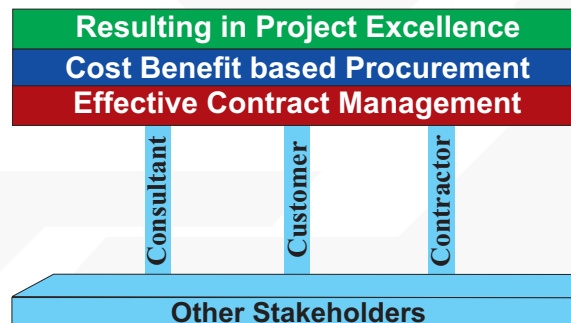 Resulting in Project Excellence
Cost Benefit based Procurement
Effective Contract Management
Consultant
Customer
Contractor
Other Stakeholders